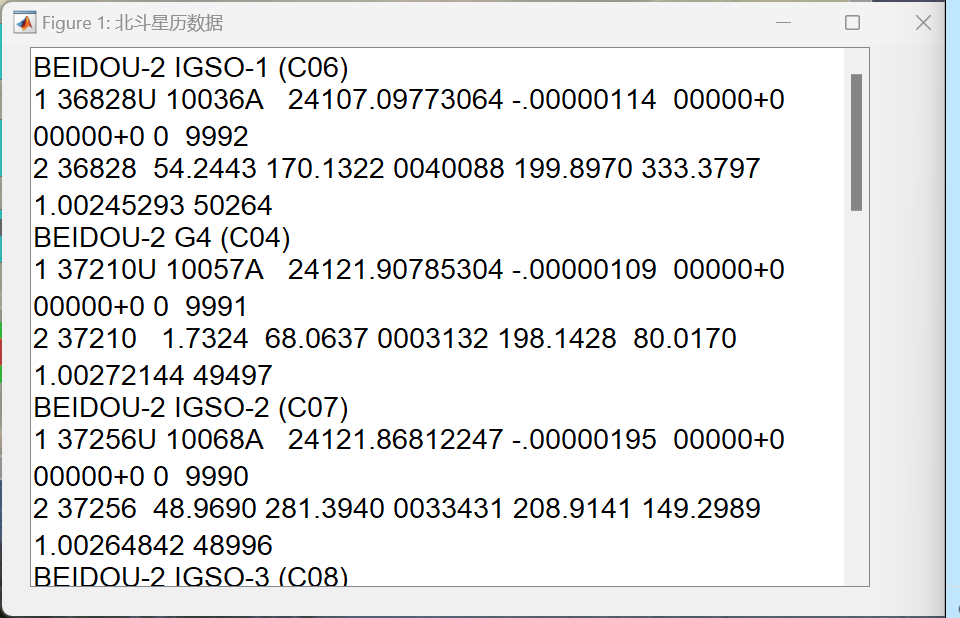 Figure 1: 北斗星历数据
BEIDOU-2 IGSO-1 (C06)
1 36828U 10036A   24107.09773064 -.00000114  00000+0
00000+0 0  9992
2 36828  54.2443 170.1322 0040088 199.8970 333.3797
1.00245293 50264
BEIDOU-2 G4 (C04)
1 37210U 10057A   24121.90785304 -.00000109  00000+0
00000+0 0  9991
2 37210   1.7324  68.0637 0003132 198.1428  80.0170
1.00272144 49497
BEIDOU-2 IGSO-2 (C07)
1 37256U 10068A   24121.86812247 -.00000195  00000+0
00000+0 0  9990
2 37256  48.9690 281.3940 0033431 208.9141 149.2989
1.00264842 48996
BEIDOU-2 IGSO-3 (C08)